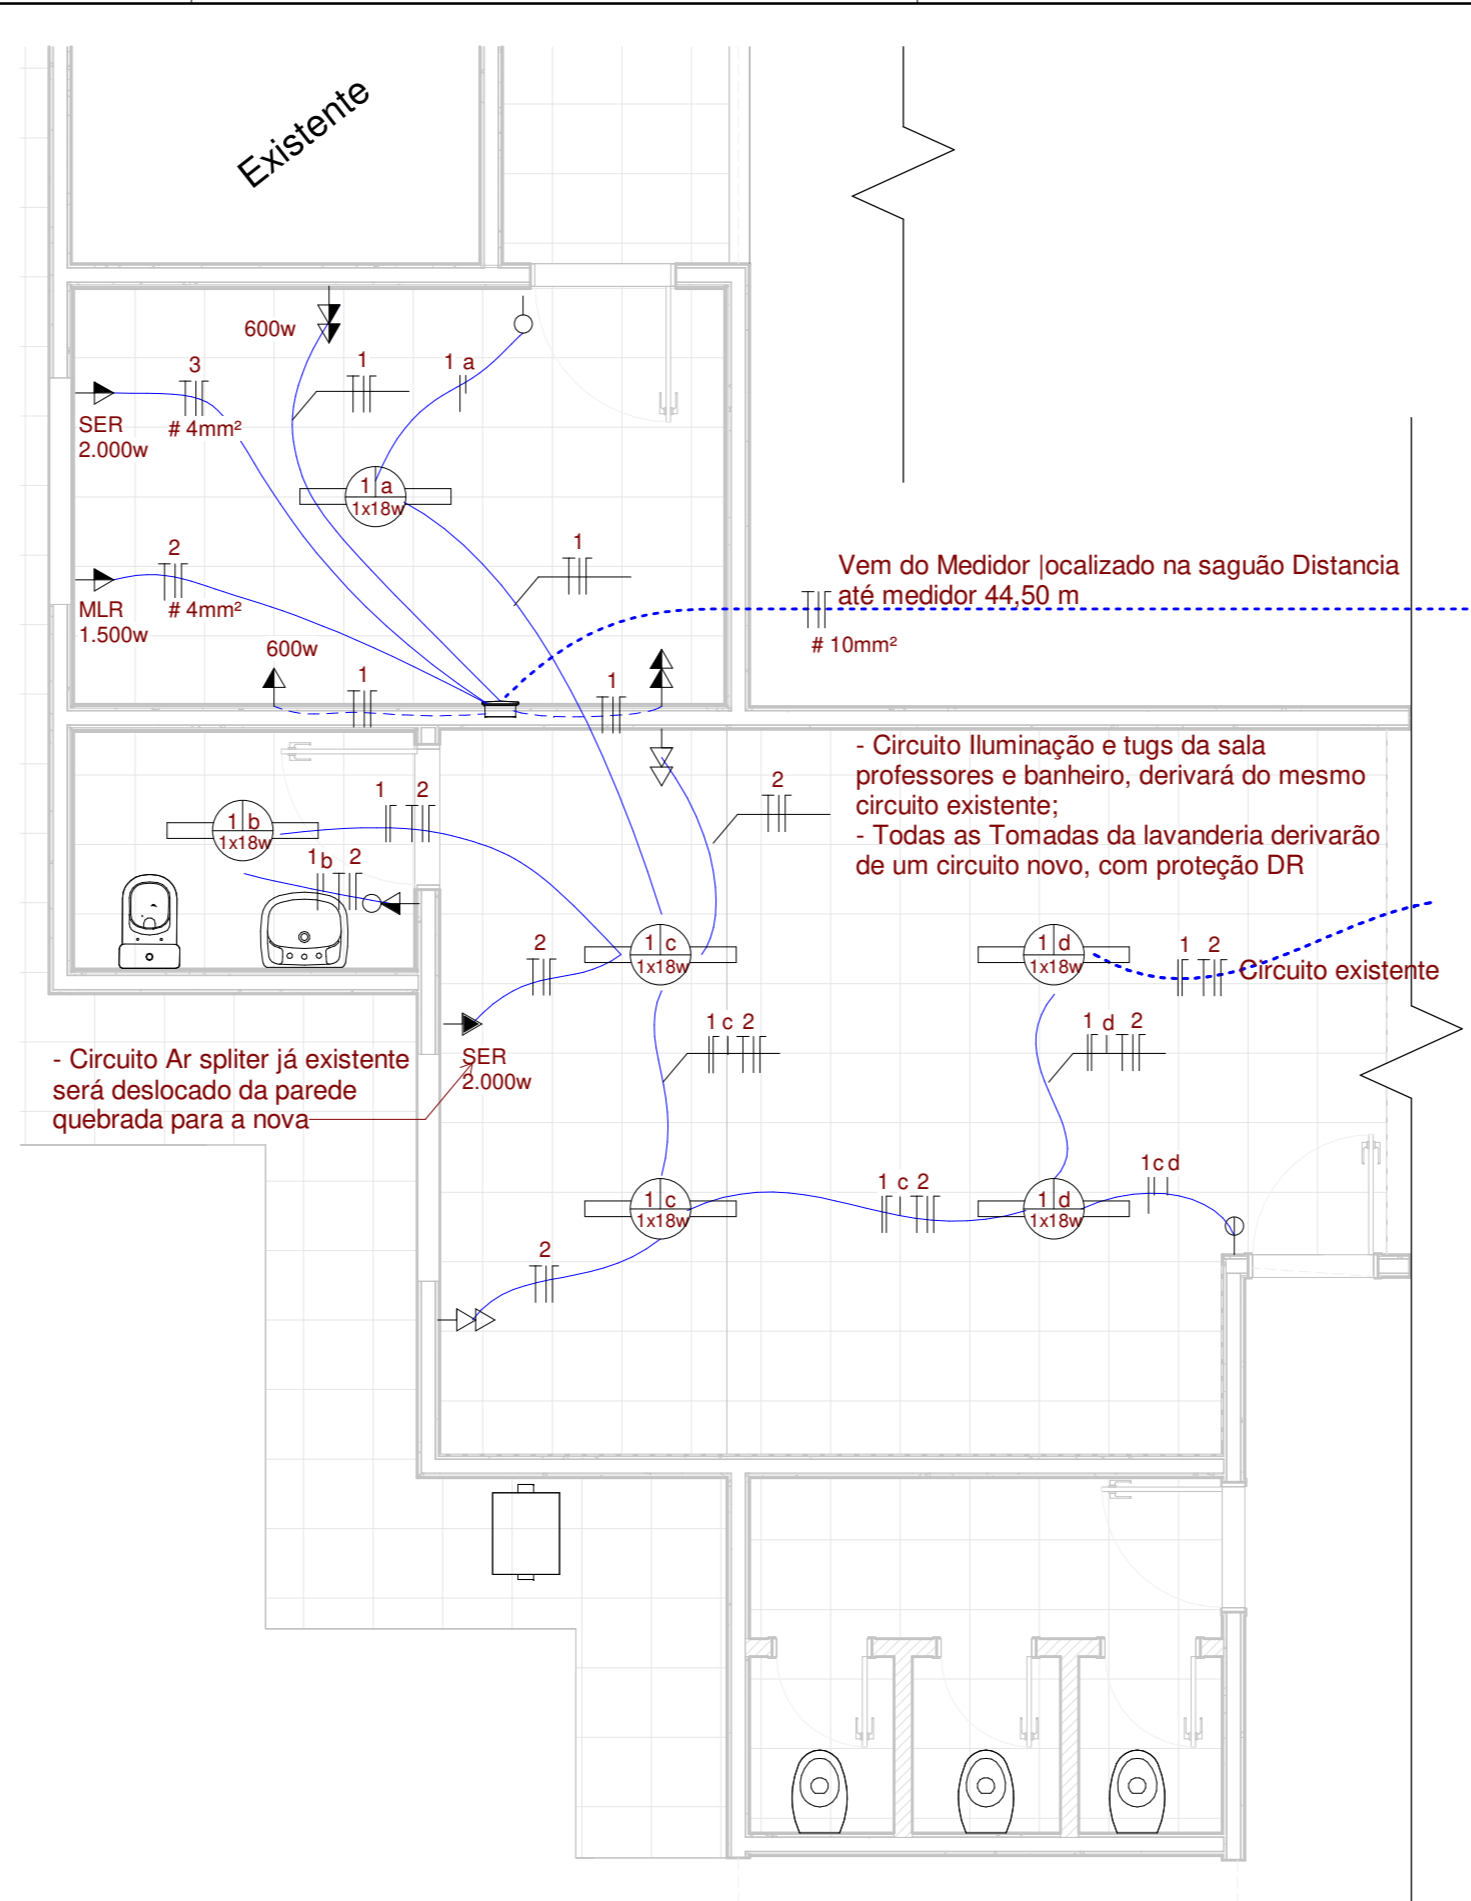 Existente
600w
3
1
1 a
SER
2.000w
# 4mm²
1 a
1x18w
2
1
MLR
1.500w
# 4mm²
Vem do Medidor |ocalizado na saguão Distancia
até medidor 44,50 m
# 10mm²
600w
1
1
- Circuito Iluminação e tugs da sala
professores e banheiro, derivará do mesmo
circuito existente;
- Todas as Tomadas da lavanderia derivarão
de um circuito novo, com proteção DR
2
1 2
1 b
1x18w
1b 2
2
1 c
1x18w
1 d
1x18w
1 2
Circuito existente
- Circuito Ar spliter já existente
será deslocado da parede
quebrada para a nova
SER
2.000w
1 c 2
1 d 2
1 c
1x18w
1 c 2
1 d
1x18w
1 c d
2